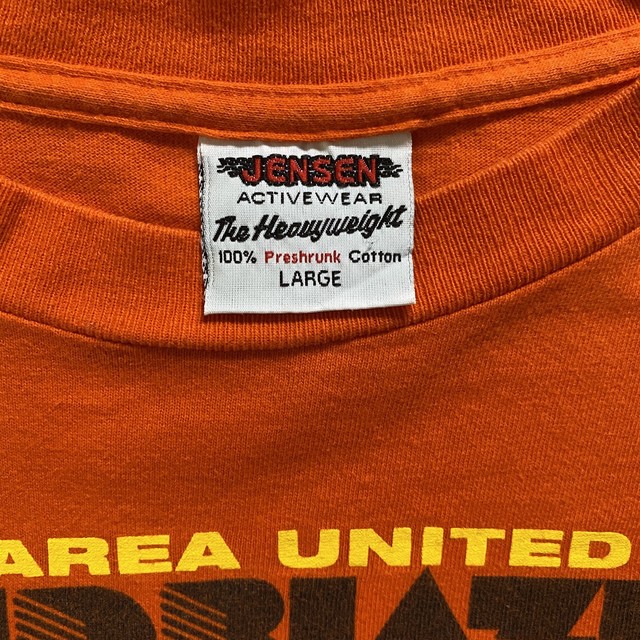 JENSEN
ACTIVEWEAR
The Heavyweight
100% Preshrunk Cotton
LARGE
AREA UNITED